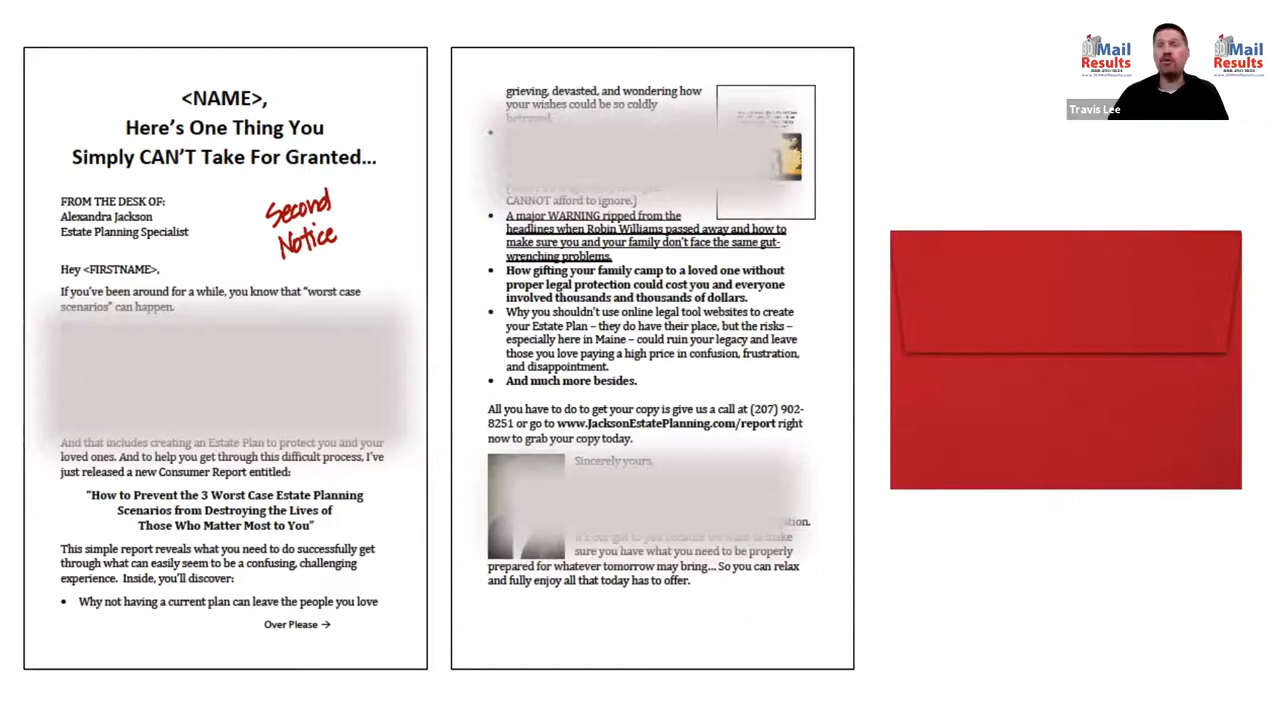 <NAME>,
Here's One Thing You
Simply CAN'T Take For Granted...
FROM THE DESK OF:
Alexandra Jackson
Estate Planning Specialist
Second
Notice
Hey <FIRSTNAME>,
If you've been around for a while, you know that "worst case
scenarios" can happen.
And that includes creating an Estate Plan to protect you and your
loved ones. And to help you get through this difficult process, I've
just released a new Consumer Report entitled:
"How to Prevent the 3 Worst Case Estate Planning
Scenarios from Destroying the Lives of
Those Who Matter Most to You"
This simple report reveals what you need to do successfully get
through what can easily seem to be a confusing, challenging
experience. Inside, you'll discover:
• Why not having a current plan can leave the people you love
Over Please →
grieving, devasted, and wondering how
your wishes could be so coldly
betrayed.
CANNOT afford to ignore.)
• A major WARNING ripped from the
headlines when Robin Williams passed away and how to
make sure you and your family don't face the same gut-
wrenching problems.
• How gifting your family camp to a loved one without
proper legal protection could cost you and everyone
involved thousands and thousands of dollars.
• Why you shouldn't use online legal tool websites to create
your Estate Plan – they do have their place, but the risks –
especially here in Maine – could ruin your legacy and leave
those you love paying a high price in confusion, frustration,
and disappointment.
• And much more besides.
All you have to do to get your copy is give us a call at (207) 902-
8251 or go to www.JacksonEstatePlanning.com/report right
now to grab your copy today.
Sincerely yours,
sure you have what you need to be properly
prepared for whatever tomorrow may bring... So you can relax
and fully enjoy all that today has to offer.
3D Mail
Results
888-250-1834
www.3DMailResults.com
3D Mail
Results
888-250-1834
www.3DMailResults.com
Travis Lee